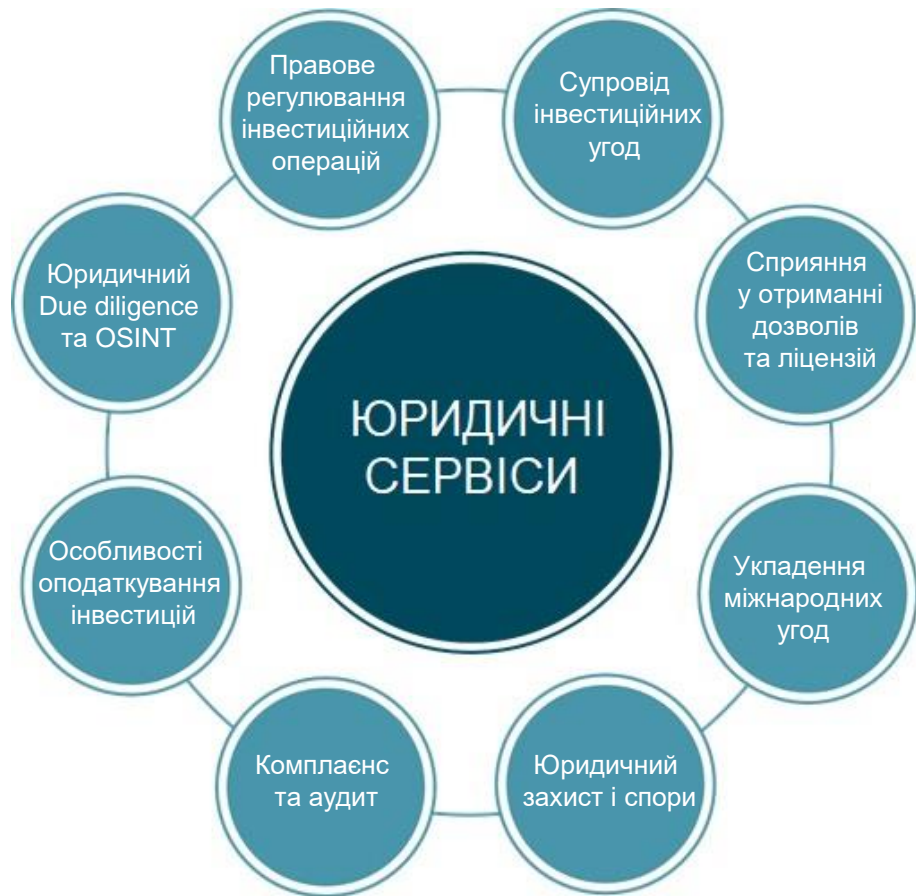 Правове
регулювання
інвестиційних
операцій
Супровід
інвестиційних
угод
Сприяння
у отриманні
дозволів
та ліцензій
Укладення
міжнародних
угод
Юридичний
захист і спори
Комплаєнс
та аудит
Особливості
оподаткування
інвестицій
Юридичний
Due diligence
та OSINT
ЮРИДИЧНІ
СЕРВІСИ